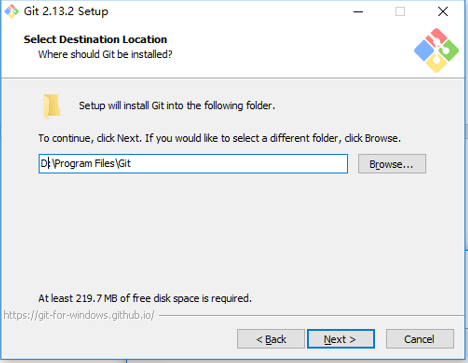 Git 2.13.2 Setup
Select Destination Location
Where should Git be installed?
Setup will install Git into the following folder.
To continue, click Next. If you would like to select a different folder, click Browse.
D:\Program Files\Git
Browse...
At least 219.7 MB of free disk space is required.
https://git-for-windows.github.io/
< Back
Next >
Cancel